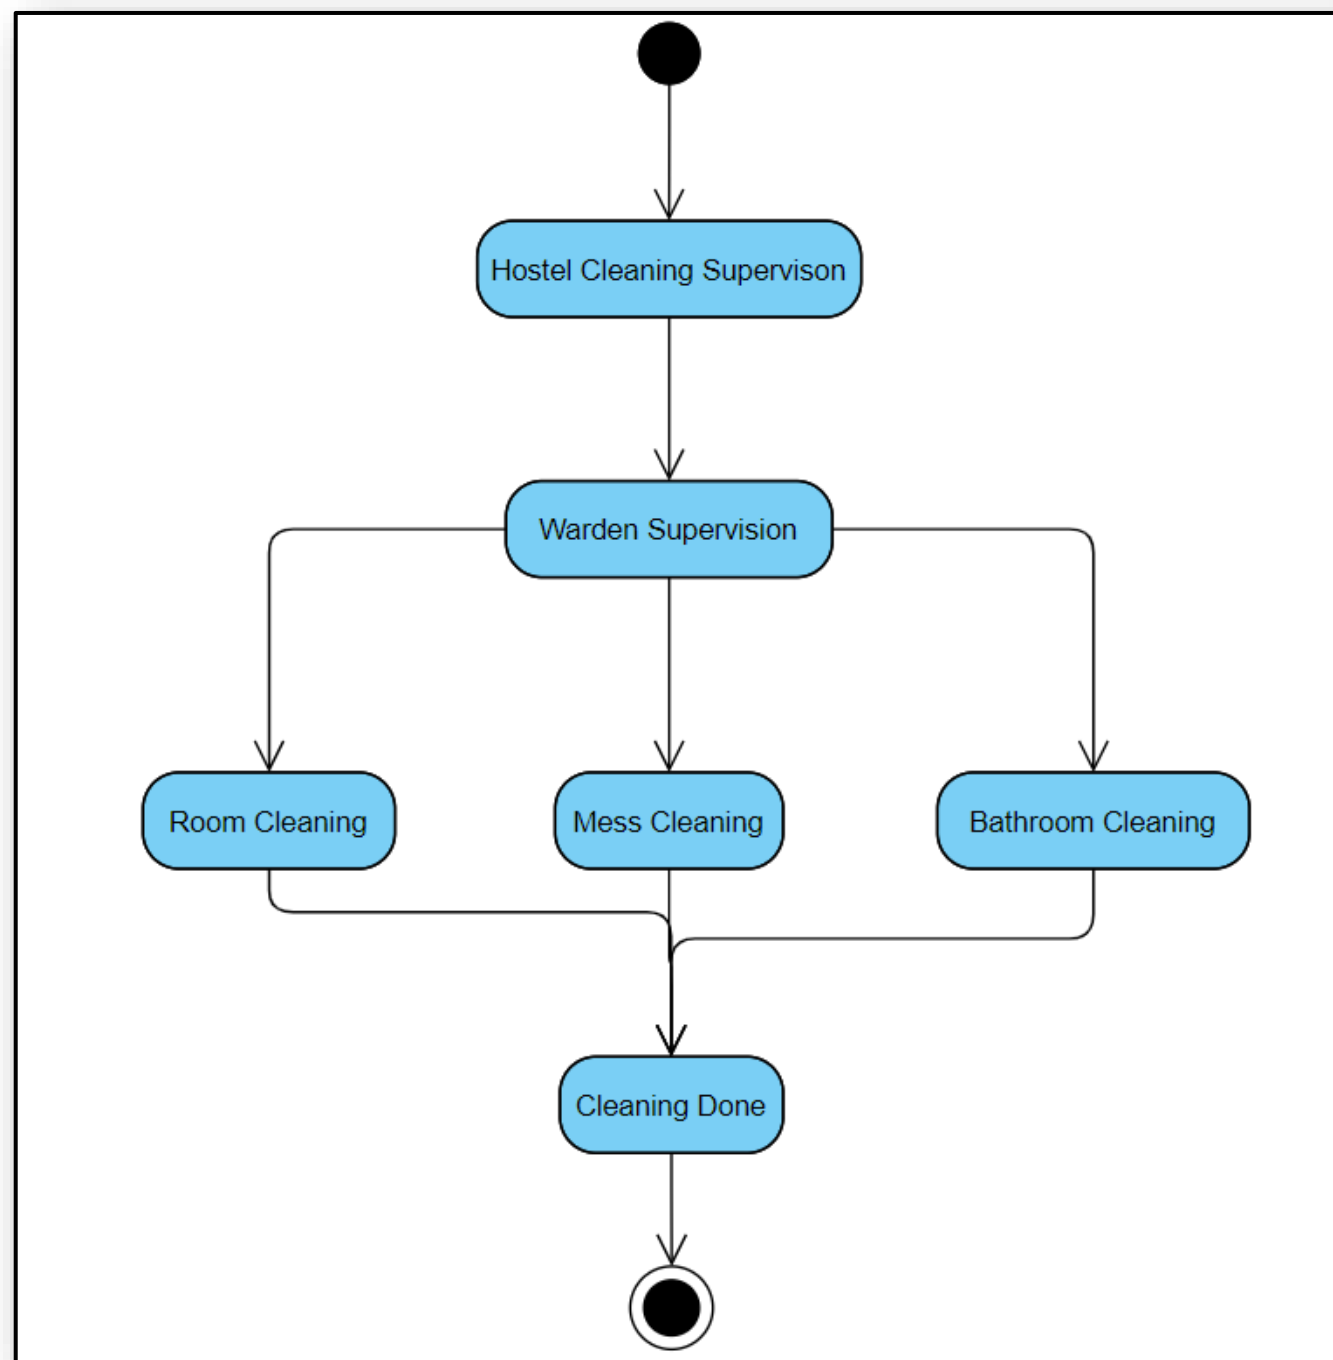 Hostel Cleaning Supervison
Warden Supervision
Room Cleaning
Mess Cleaning
Bathroom Cleaning
Cleaning Done